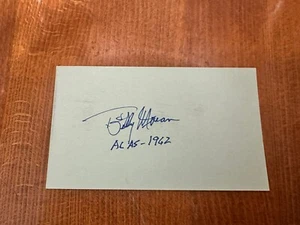 Billy Moran
AL AS - 1962